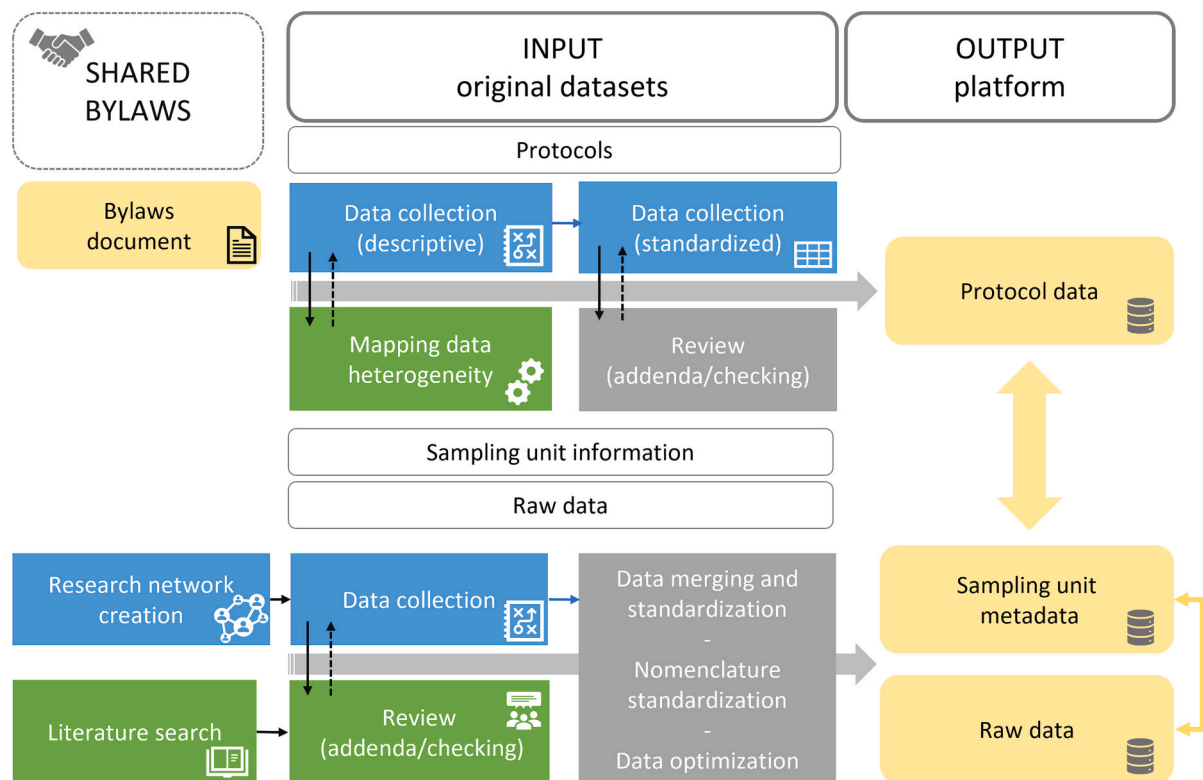 SHARED
BYLAWS
INPUT
original datasets
OUTPUT
platform
Protocols
Bylaws
document
Data collection
(descriptive)
Data collection
(standardized)
Protocol data
Mapping data
heterogeneity
Review
(addenda/checking)
Sampling unit information
Raw data
Research network
creation
Data collection
Data merging and
standardization
-
Nomenclature
standardization
-
Data optimization
Sampling unit
metadata
Literature search
Review
(addenda/checking)
Raw data